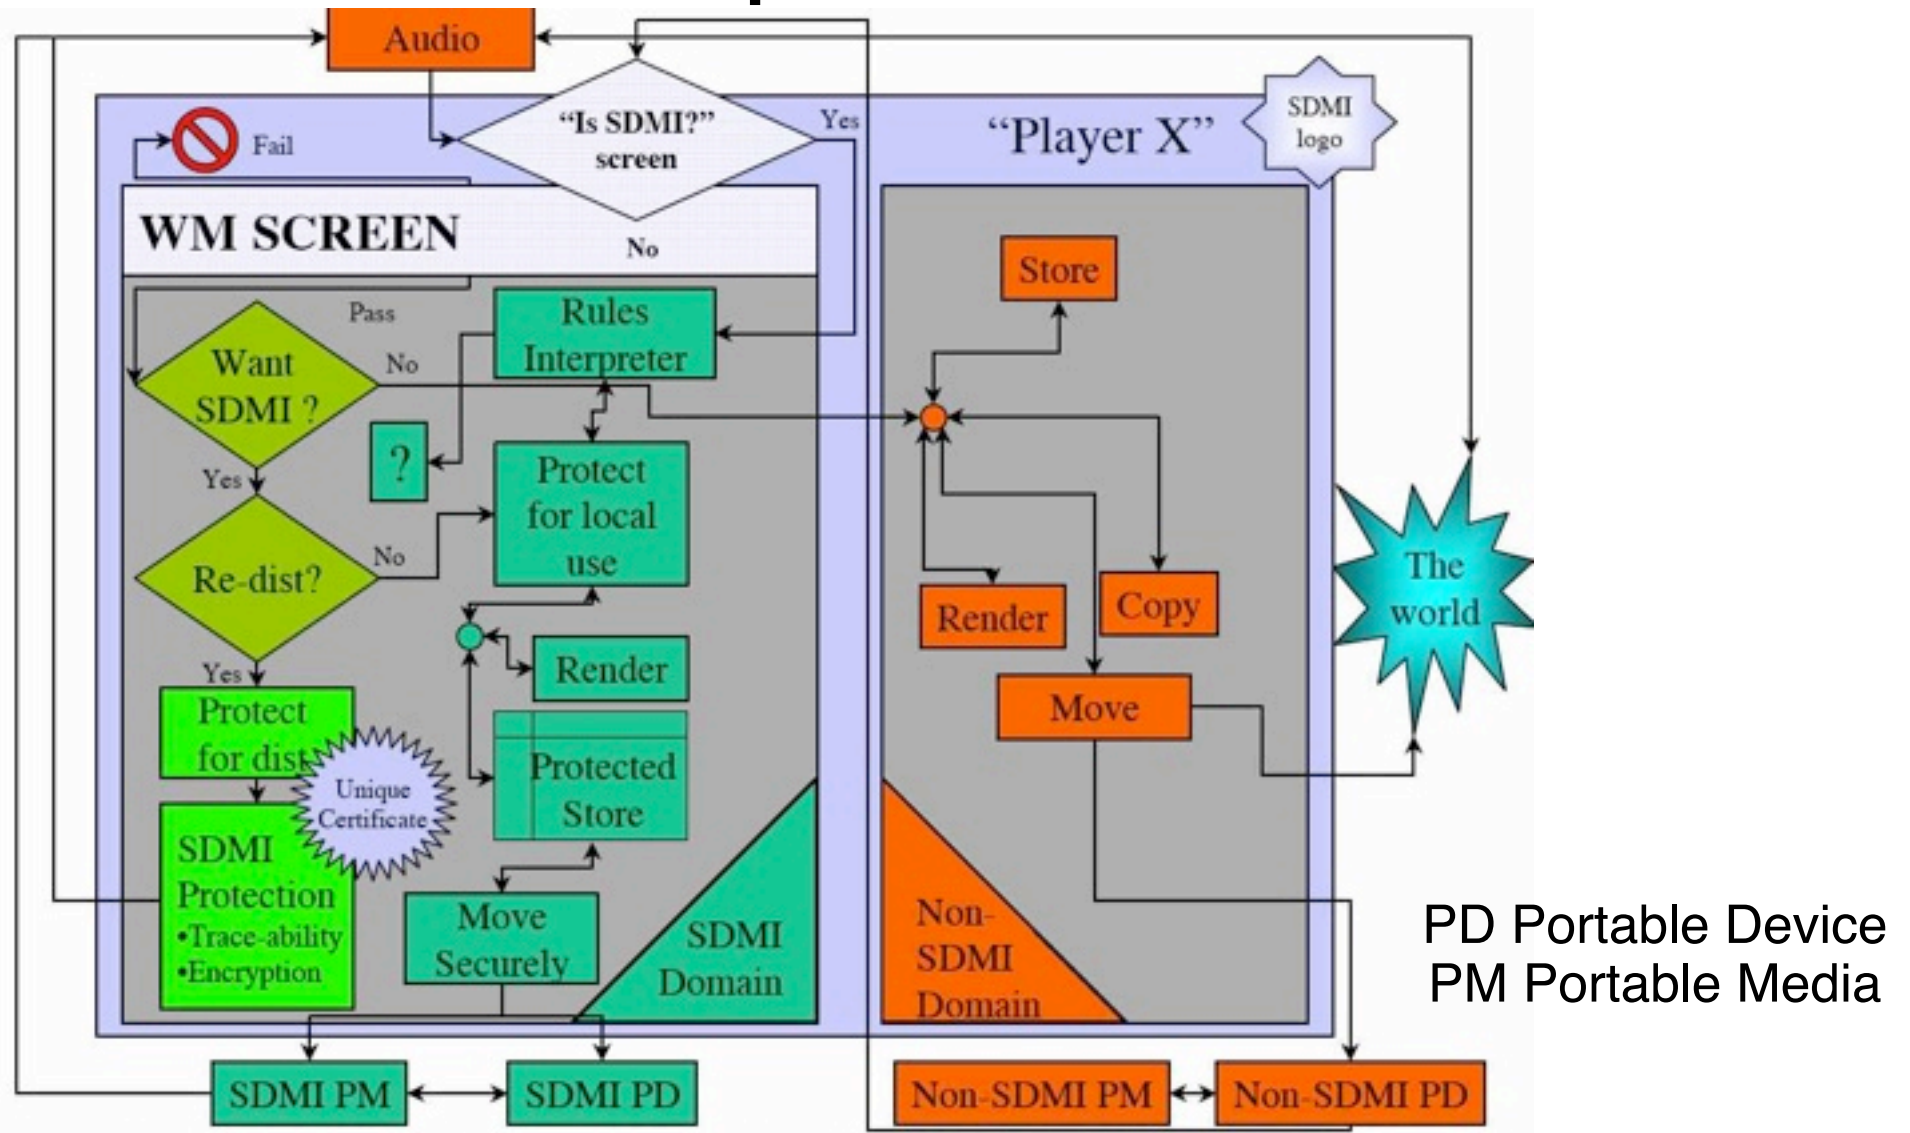 Audio
“Is SDMI?”
screen
Yes
“Player X”
SDMI
logo
Fail
WM SCREEN
No
Store
Pass
Rules
Interpreter
Want
SDMI ?
No
?
Protect
for local
use
Yes
Re-dist?
No
The
world
Render
Copy
Render
Yes
Protect
for dist
Move
Unique
Certificate
Protected
Store
SDMI
Protection
•Trace-ability
•Encryption
Move
Securely
SDMI
Domain
Non-
SDMI
Domain
PD Portable Device
PM Portable Media
SDMI PM
SDMI PD
Non-SDMI PM
Non-SDMI PD